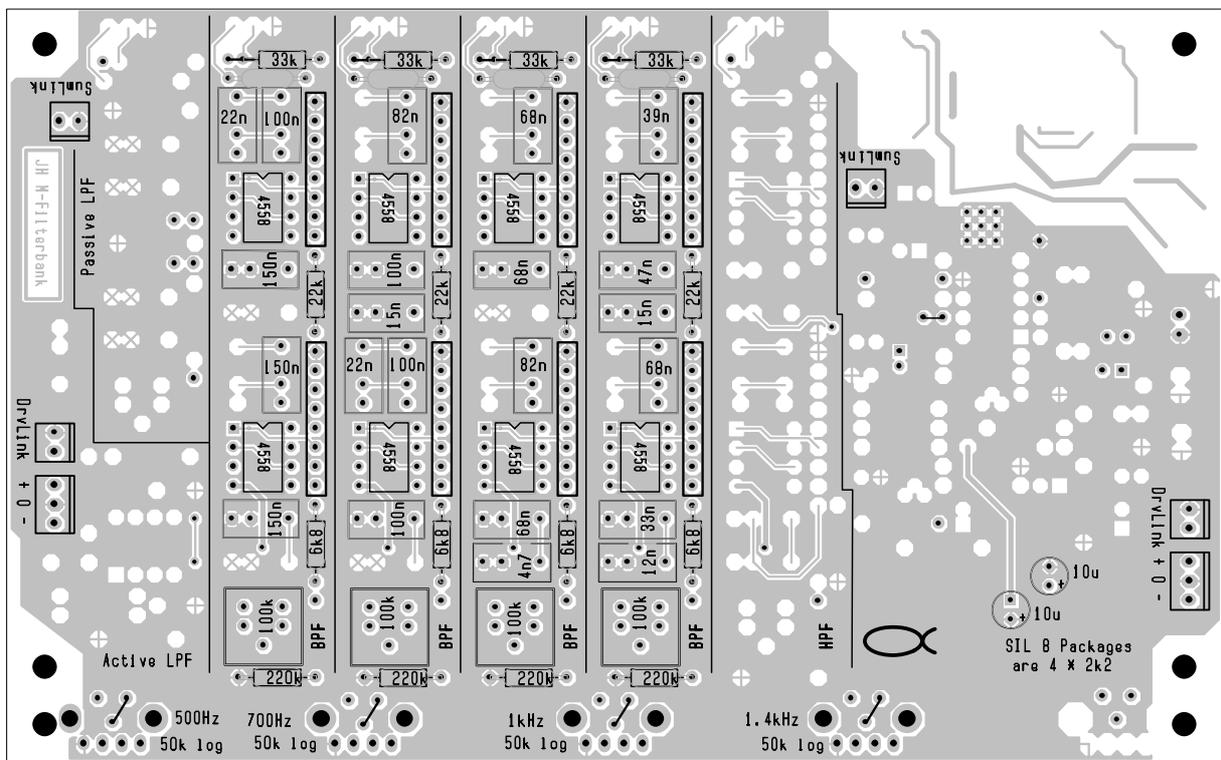 33k 33k 33k 33k
SumLink
22n 100n 82n 68n 39n
SumLink
JH M-Filterbank
Passive LPF
4558 4558 4558 4558
150n 100n 68n 47n
22k 22k 22k 22k
15n 15n
150n 22n 100n 82n 68n
DrvLink
4558 4558 4558 4558
+ 0 -
150n 100n 68n 33n
6k8 6k8 6k8 6k8
DrvLink
+ 0 -
4n7 12n
10u
100k 100k 100k 100k
10u
+
+
BPF BPF BPF BPF HPF
Active LPF
SIL 8 Packages
are 4 * 2k2
220k 220k 220k 220k
500Hz 700Hz 1kHz 1.4kHz
50k log 50k log 50k log 50k log